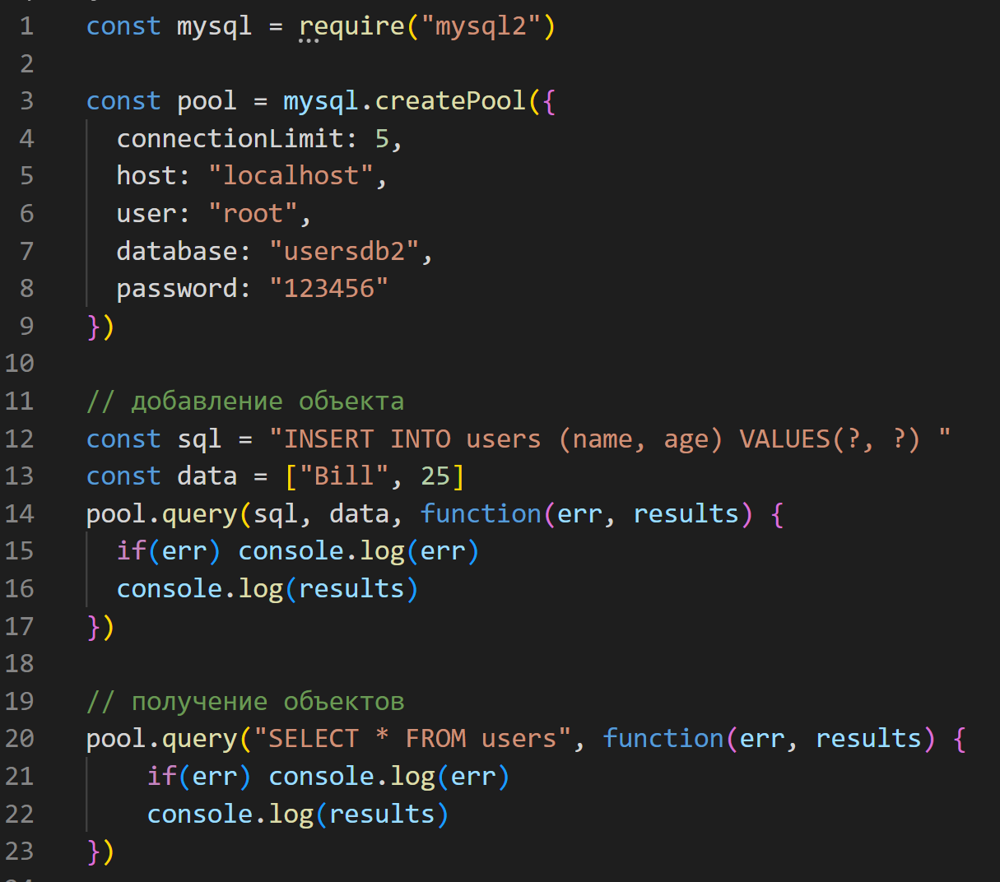 1 const mysql = require("mysql2")
2
3 const pool = mysql.createPool({
4 connectionLimit: 5,
5 host: "localhost",
6 user: "root",
7 database: "usersdb2",
8 password: "123456"
9 })
10
11 // добавление объекта
12 const sql = "INSERT INTO users (name, age) VALUES(?, ?) "
13 const data = ["Bill", 25]
14 pool.query(sql, data, function(err, results) {
15 if(err) console.log(err)
16 console.log(results)
17 })
18
19 // получение объектов
20 pool.query("SELECT * FROM users", function(err, results) {
21 if(err) console.log(err)
22 console.log(results)
23 })